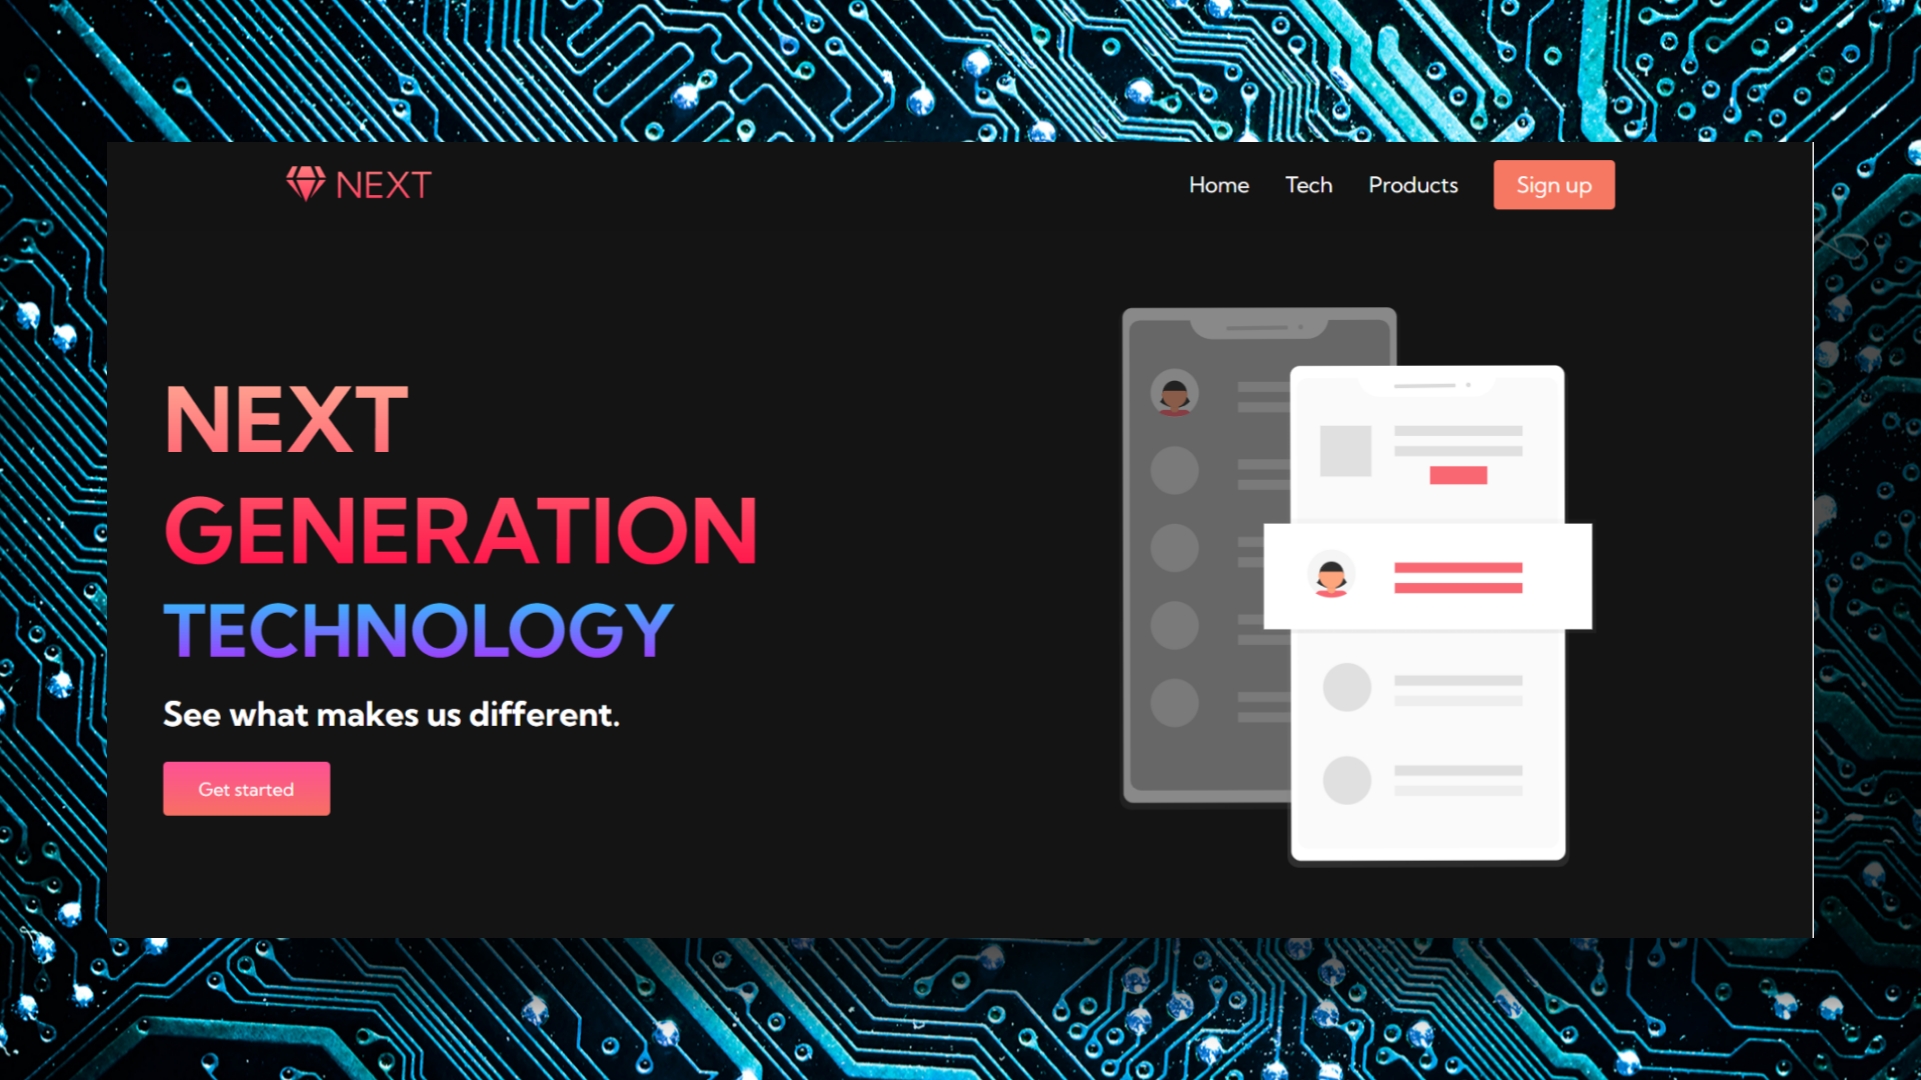 NEXT
Home Tech Products Sign up
NEXT
GENERATION
TECHNOLOGY
See what makes us different.
Get started